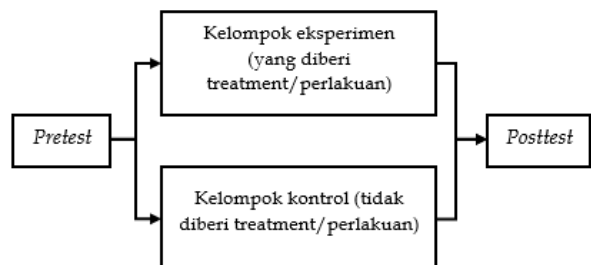 Kelompok eksperimen
(yang diberi
treatment/perlakuan)
Pretest
Posttest
Kelompok kontrol (tidak
diberi treatment/perlakuan)